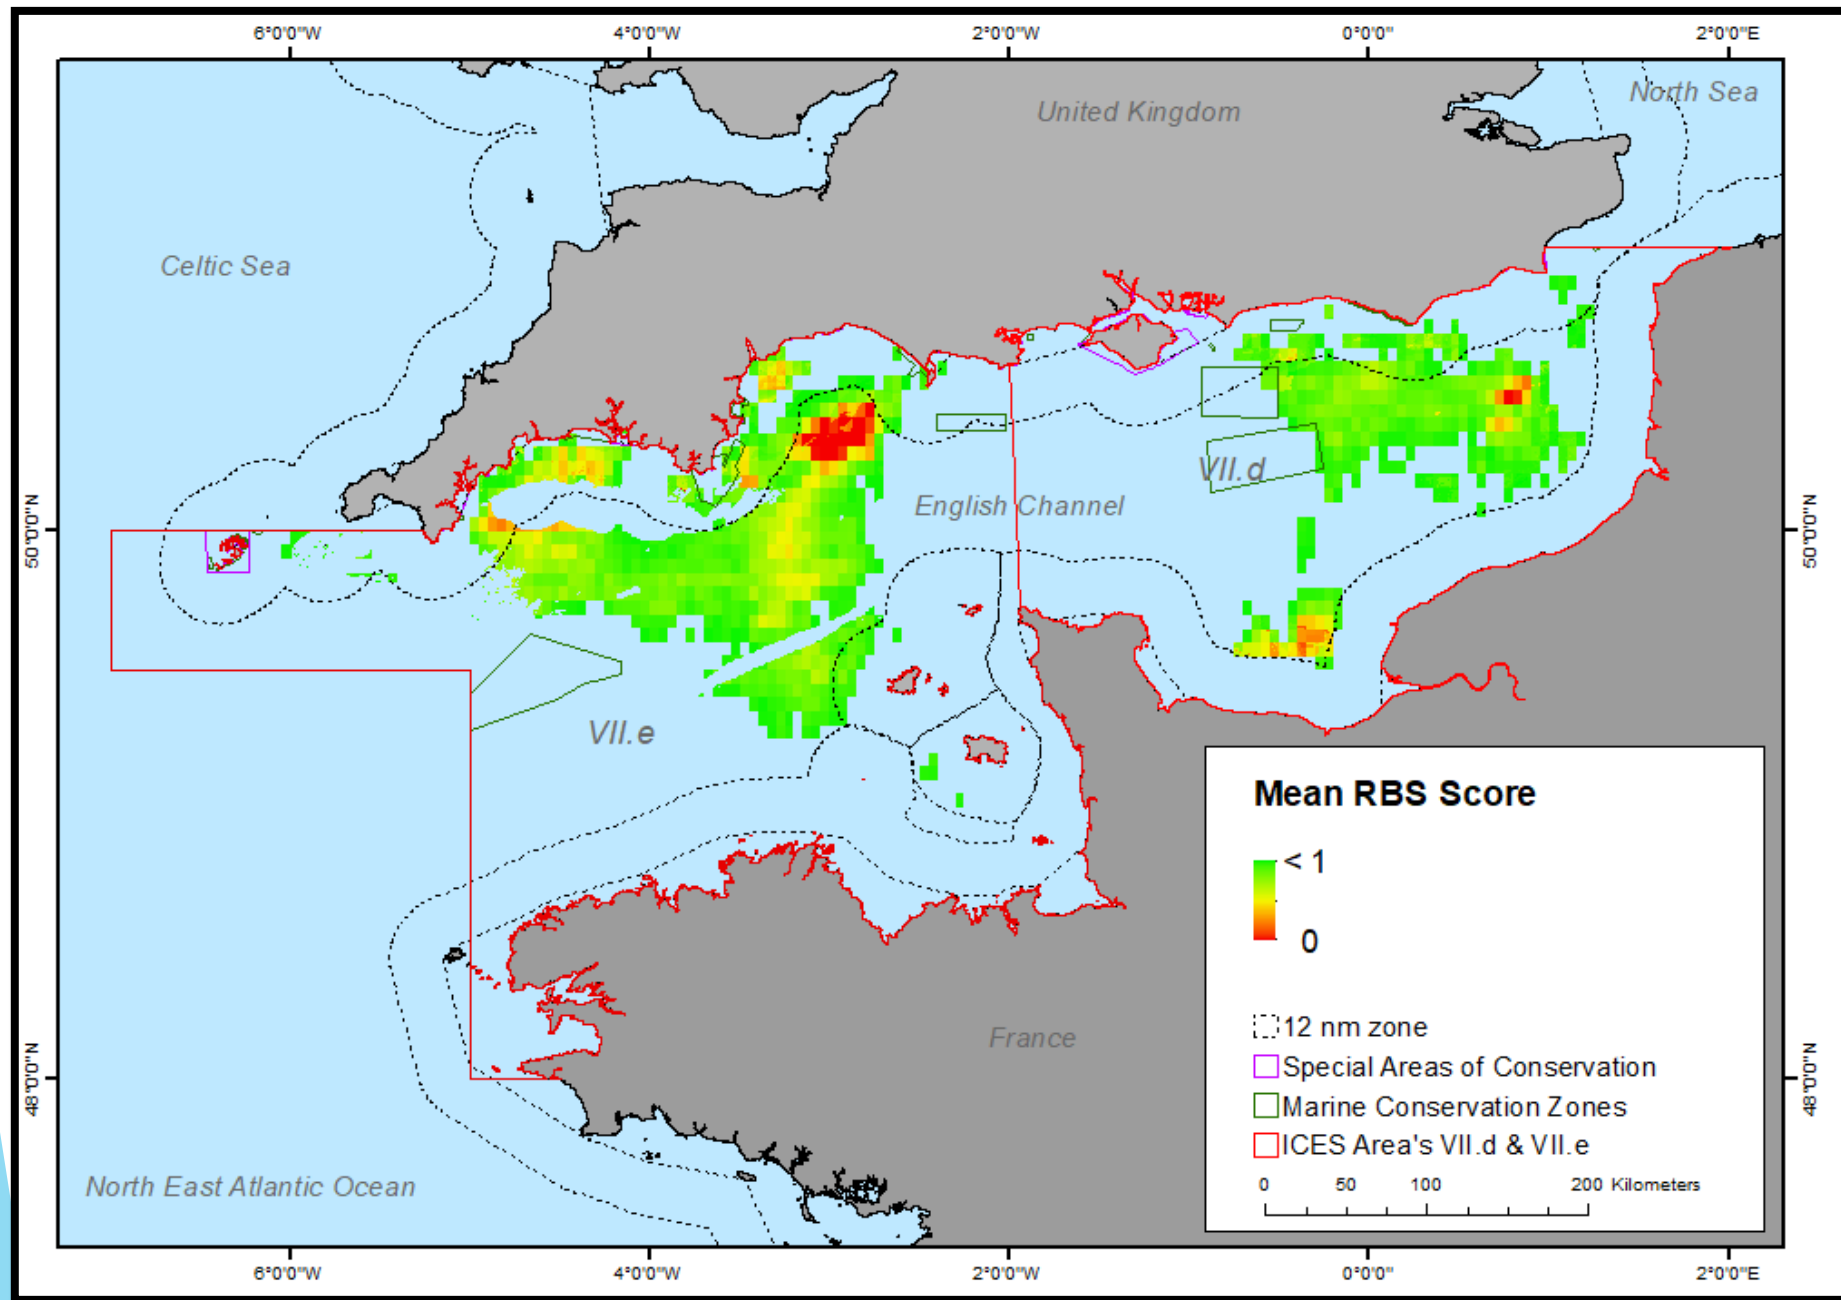 6°0'0"W 4°0'0"W 2°0'0"W 0°0'0" 2°0'0"E
North Sea
United Kingdom
Celtic Sea
VII.d
English Channel
50°0'0"N 50°0'0"N
VII.e
Mean RBS Score
< 1
0
12 nm zone
France
Special Areas of Conservation
48°0'0"N 48°0'0"N
Marine Conservation Zones
ICES Area's VII.d & VII.e
North East Atlantic Ocean
0 50 100 200 Kilometers
6°0'0"W 4°0'0"W 2°0'0"W 0°0'0" 2°0'0"E